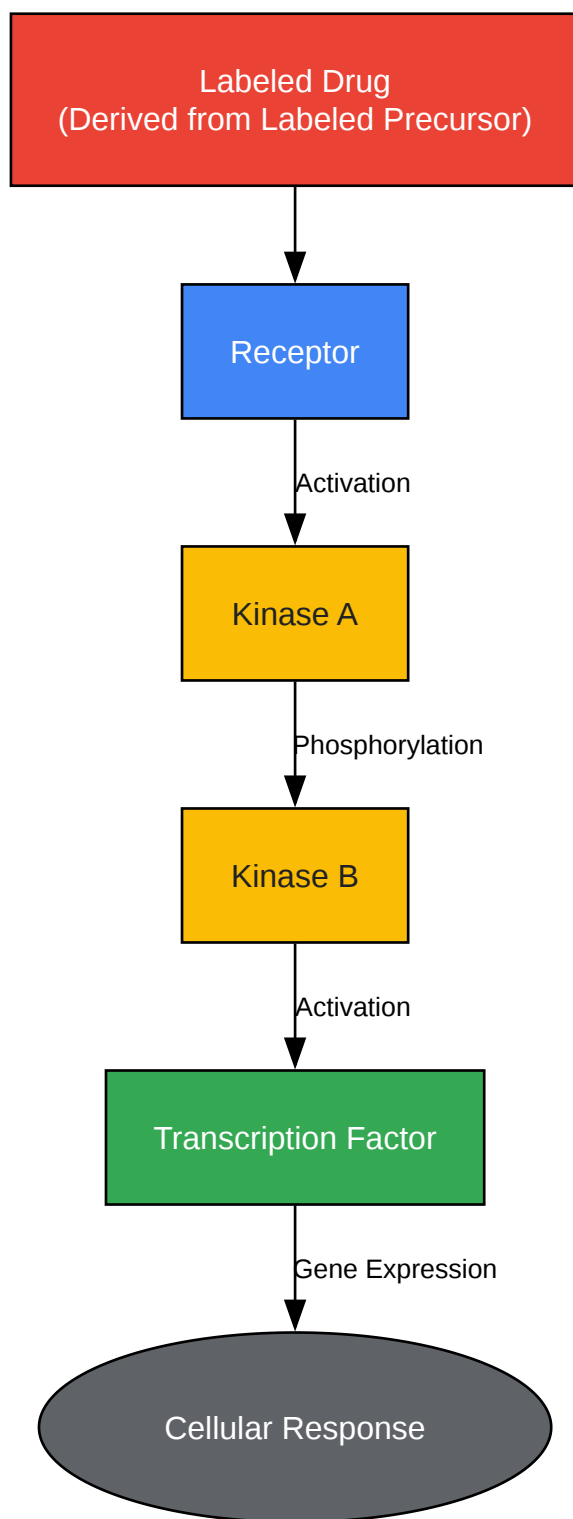 Labeled Drug
(Derived from Labeled Precursor)
Receptor
Activation
Kinase A
Phosphorylation
Kinase B
Activation
Transcription Factor
Gene Expression
Cellular Response